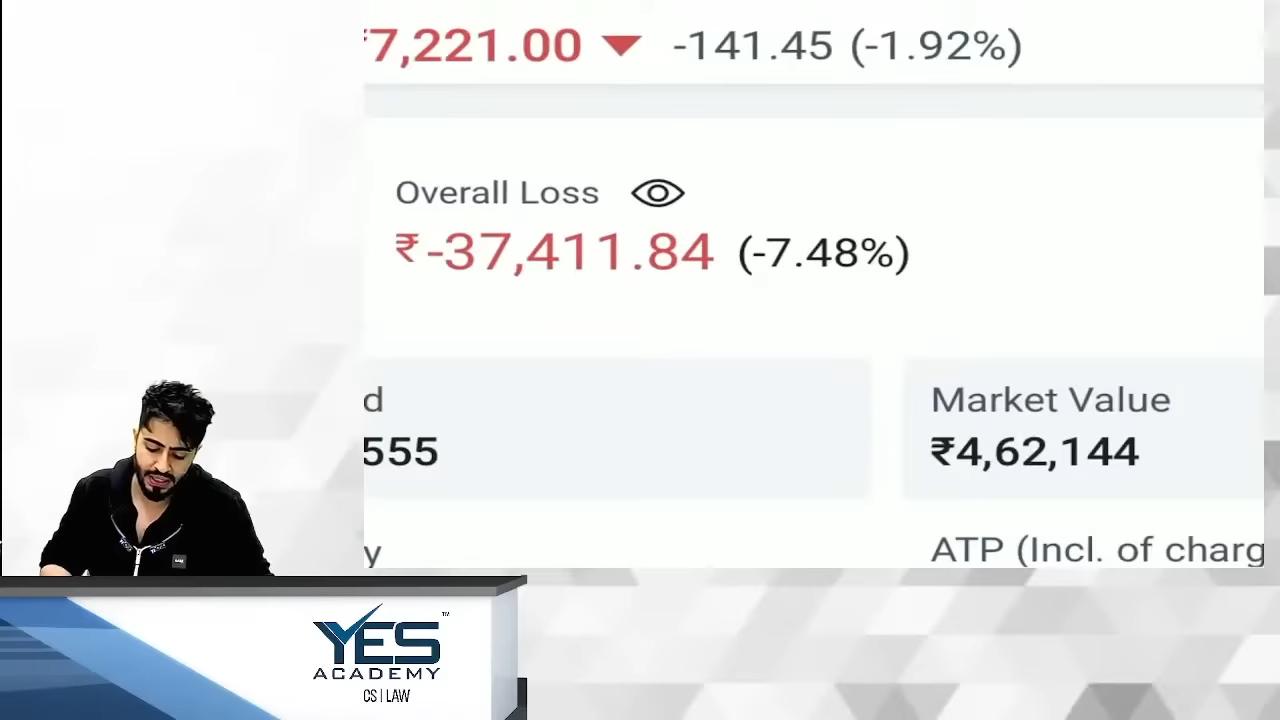 ₹7,221.00 ▼ -141.45 (-1.92%)
Overall Loss
₹-37,411.84 (-7.48%)
d
555
Market Value
₹4,62,144
y
ATP (Incl. of charg
YES™
ACADEMY
CS | LAW